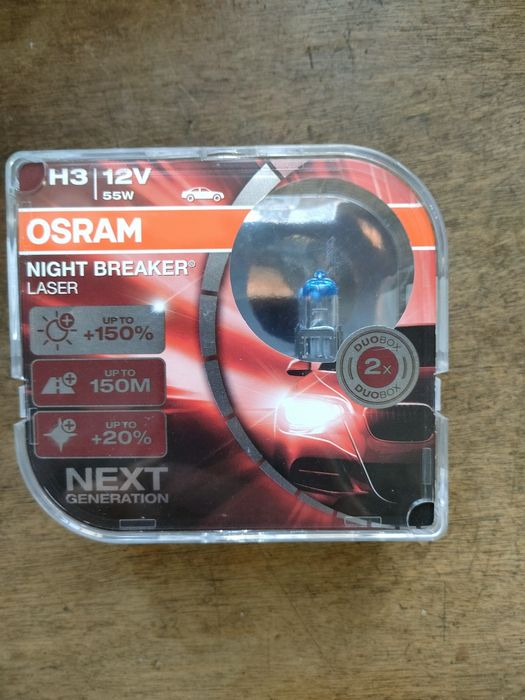 H3 | 12V
55W
OSRAM
NIGHT BREAKER®
LASER
UP TO
+150%
UP TO
150M
UP TO
+20%
NEXT
GENERATION
DUOBOX
2x
DUOBOX